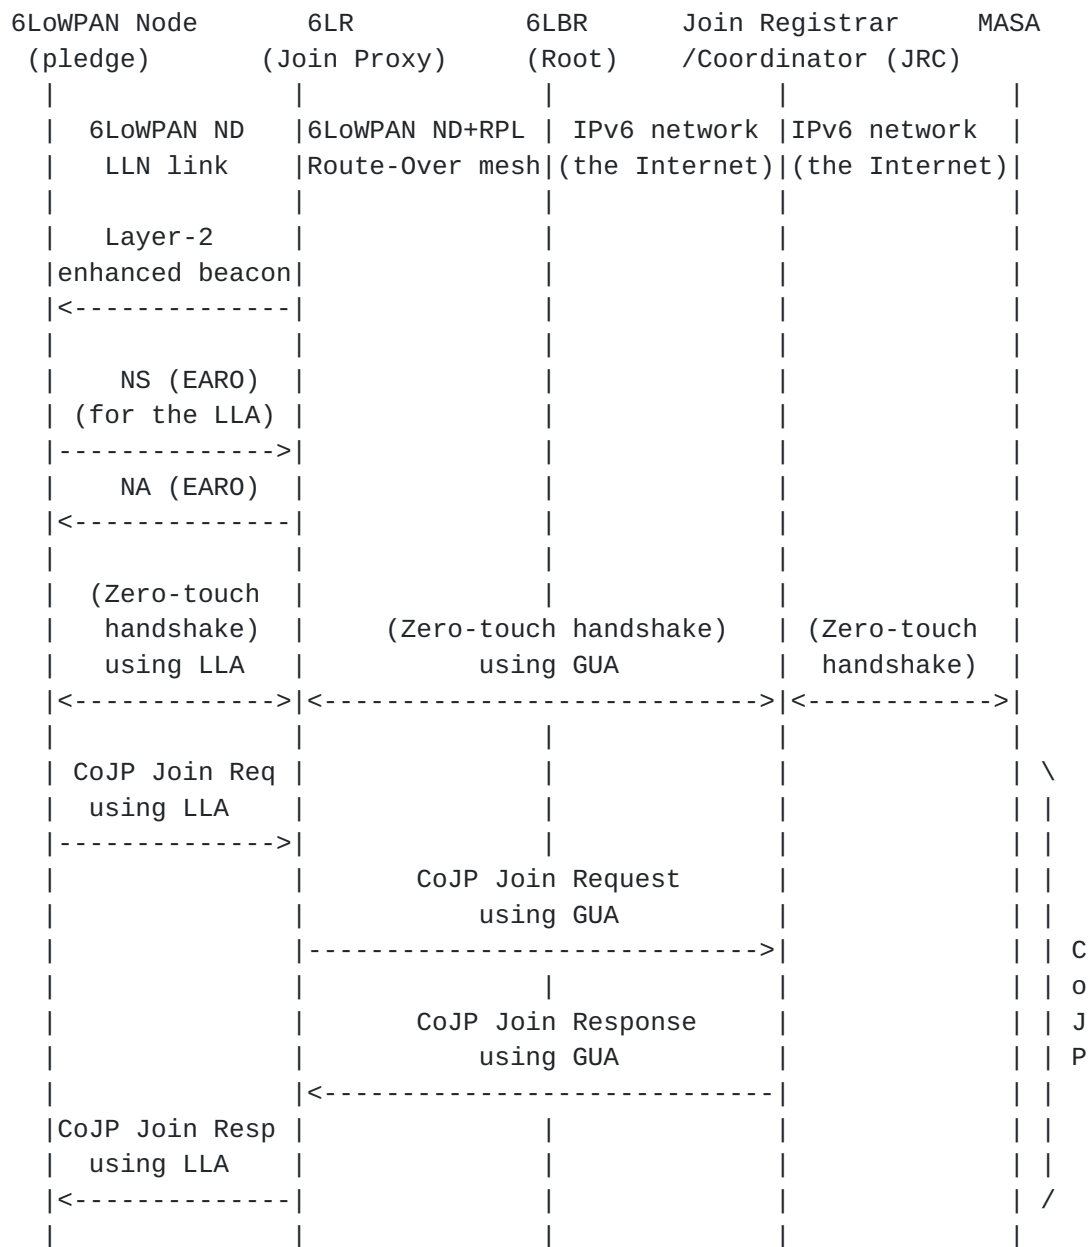 6LoWPAN Node       6LR           6LBR      Join Registrar     MASA
 (pledge)       (Join Proxy)     (Root)    /Coordinator (JRC)
  |               |               |              |              |
  |  6LoWPAN ND   |6LoWPAN ND+RPL | IPv6 network |IPv6 network  |
  |   LLN link    |Route-Over mesh|(the Internet)|(the Internet)|
  |               |               |              |              |
  |   Layer-2     |               |              |              |
  |enhanced beacon|               |              |              |
  |<--------------|               |              |              |
  |               |               |              |              |
  |    NS (EARO)  |               |              |              |
  | (for the LLA) |               |              |              |
  |-------------->|               |              |              |
  |    NA (EARO)  |               |              |              |
  |<--------------|               |              |              |
  |               |               |              |              |
  |  (Zero-touch  |               |              |              |
  |   handshake)  |     (Zero-touch handshake)   | (Zero-touch  |
  |   using LLA   |           using GUA          |  handshake)  |
  |<------------->|<---------------------------->|<------------>|
  |               |               |              |              |
  | CoJP Join Req |               |              |              | \
  |  using LLA    |               |              |              | |
  |-------------->|               |              |              | |
  |               |       CoJP Join Request      |              | |
  |               |           using GUA          |              | |
  |               |----------------------------->|              | | C
  |               |               |              |              | | o
  |               |       CoJP Join Response     |              | | J
  |               |           using GUA          |              | | P
  |               |<-----------------------------|              | |
  |CoJP Join Resp |               |              |              | |
  |  using LLA    |               |              |              | |
  |<--------------|               |              |              | /
  |               |               |              |              |